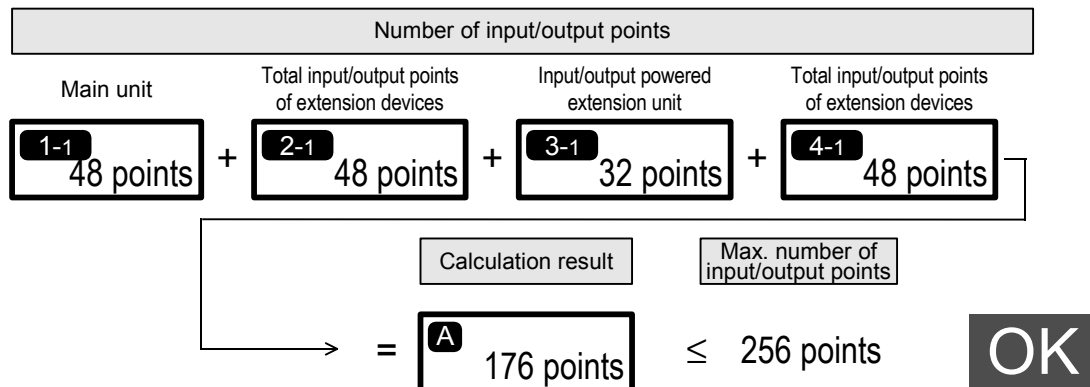 Number of input/output points
Main unit
Total input/output points
of extension devices
Input/output powered
extension unit
Total input/output points
of extension devices
1-1
48 points
+
2-1
48 points
+
3-1
32 points
+
4-1
48 points
Calculation result
Max. number of
input/output points
=
A
176 points
≤
256 points
OK